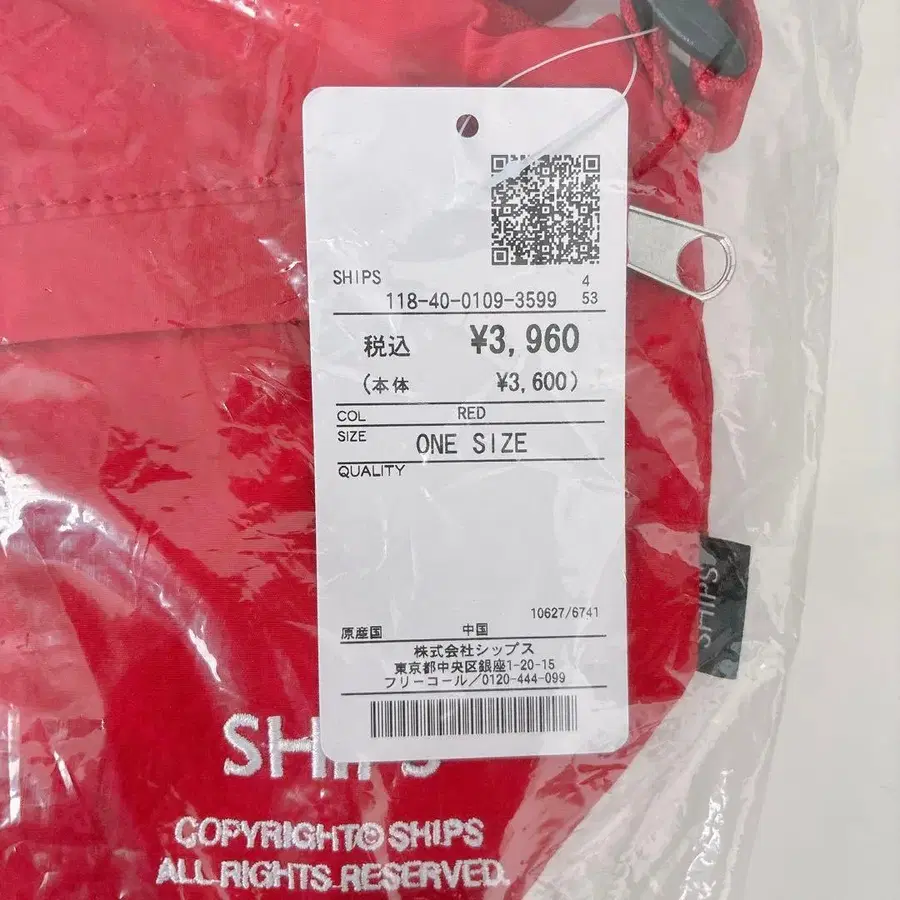 SHIPS
4
118-40-0109-3599 53
税込 ¥3,960
(本体 ¥3,600)
COL RED
SIZE ONE SIZE
QUALITY
10627/6741
原産国 中国
株式会社シップス
東京都中央区銀座1-20-15
フリーコール/0120-444-099
SHIPS
SHIPS
COPYRIGHT© SHIPS
ALL RIGHTS RESERVED.